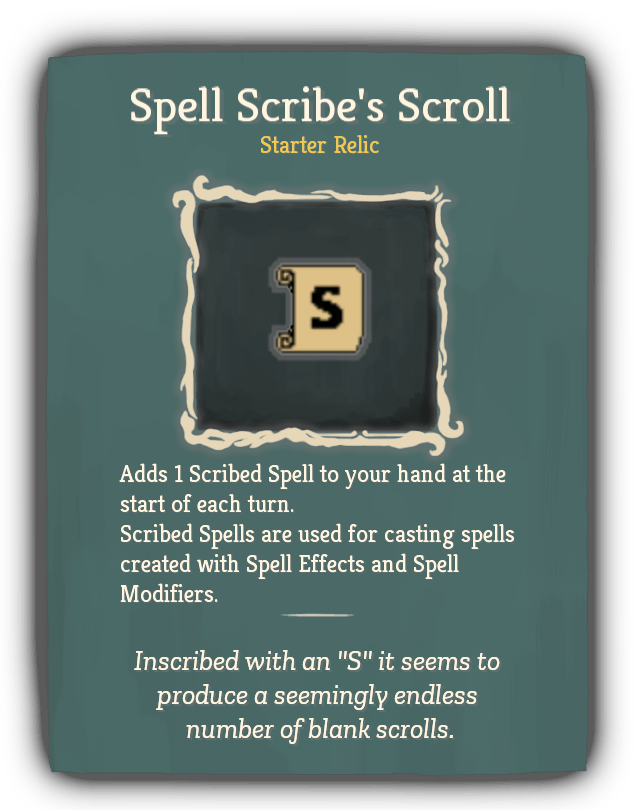 Spell Scribe's Scroll
Starter Relic
S
Adds 1 Scribed Spell to your hand at the
start of each turn.
Scribed Spells are used for casting spells
created with Spell Effects and Spell
Modifiers.
Inscribed with an "S" it seems to
produce a seemingly endless
number of blank scrolls.